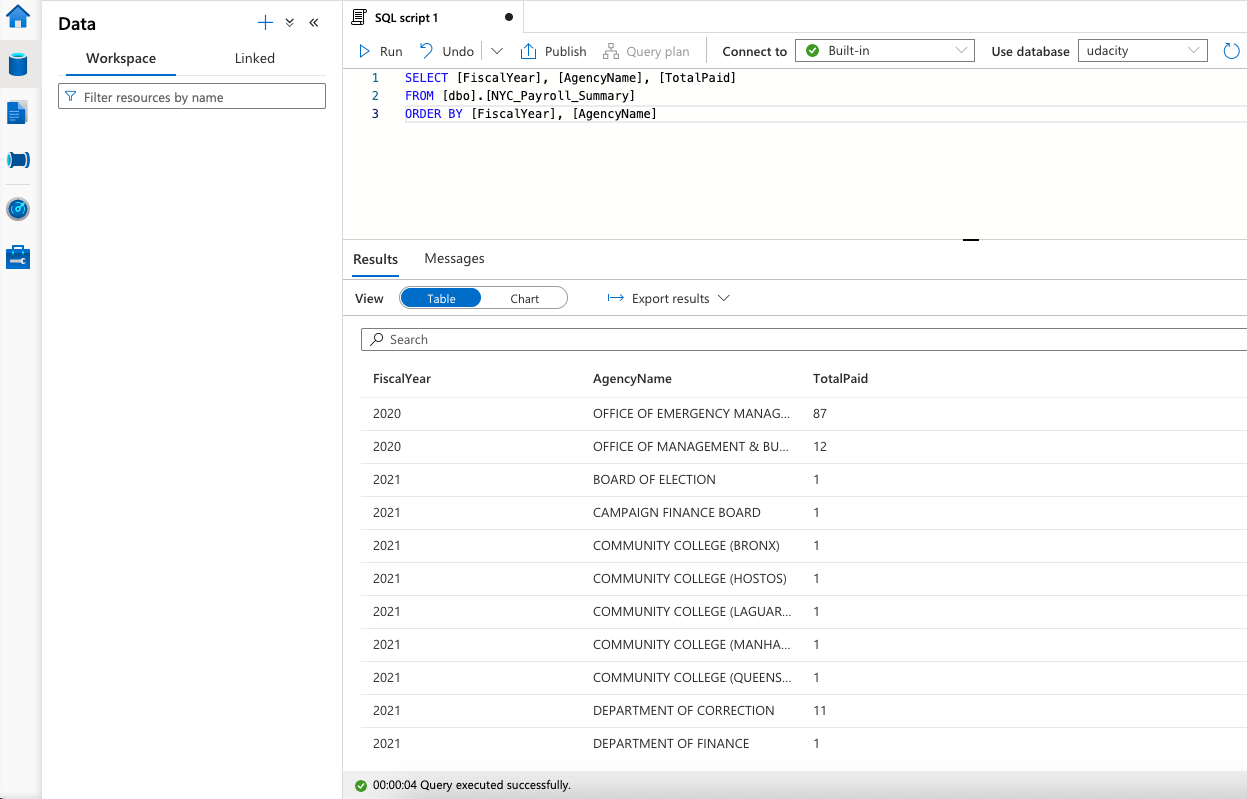 Data
Workspace Linked
Filter resources by name
SQL script 1
Run Undo Publish Query plan Connect to Built-in Use database udacity
1 SELECT [FiscalYear], [AgencyName], [TotalPaid]
2 FROM [dbo].[NYC_Payroll_Summary]
3 ORDER BY [FiscalYear], [AgencyName]
Results Messages
View Table Chart Export results
Search
FiscalYear AgencyName TotalPaid
2020 OFFICE OF EMERGENCY MANAG... 87
2020 OFFICE OF MANAGEMENT & BU... 12
2021 BOARD OF ELECTION 1
2021 CAMPAIGN FINANCE BOARD 1
2021 COMMUNITY COLLEGE (BRONX) 1
2021 COMMUNITY COLLEGE (HOSTOS) 1
2021 COMMUNITY COLLEGE (LAGUAR... 1
2021 COMMUNITY COLLEGE (MANHA... 1
2021 COMMUNITY COLLEGE (QUEENS... 1
2021 DEPARTMENT OF CORRECTION 11
2021 DEPARTMENT OF FINANCE 1
00:00:04 Query executed successfully.